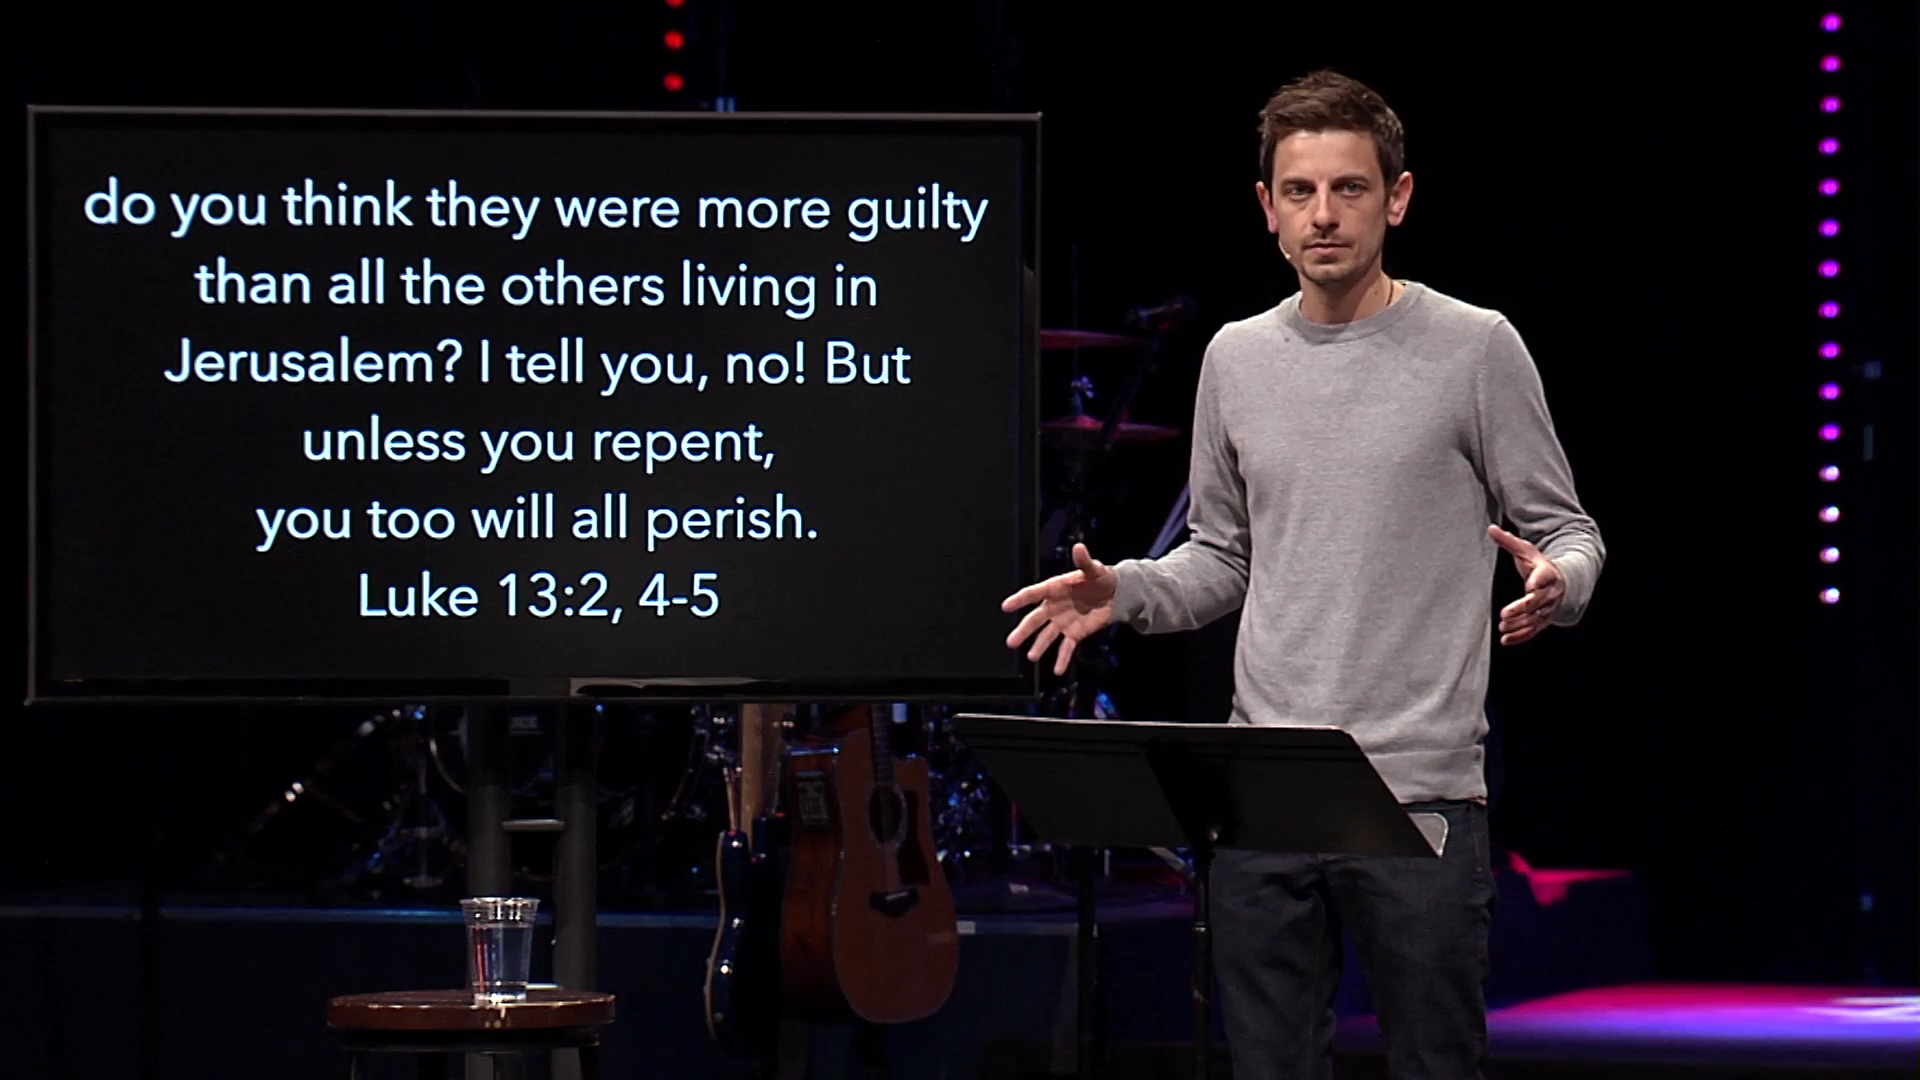 do you think they were more guilty
than all the others living in
Jerusalem? I tell you, no! But
unless you repent,
you too will all perish.
Luke 13:2, 4-5